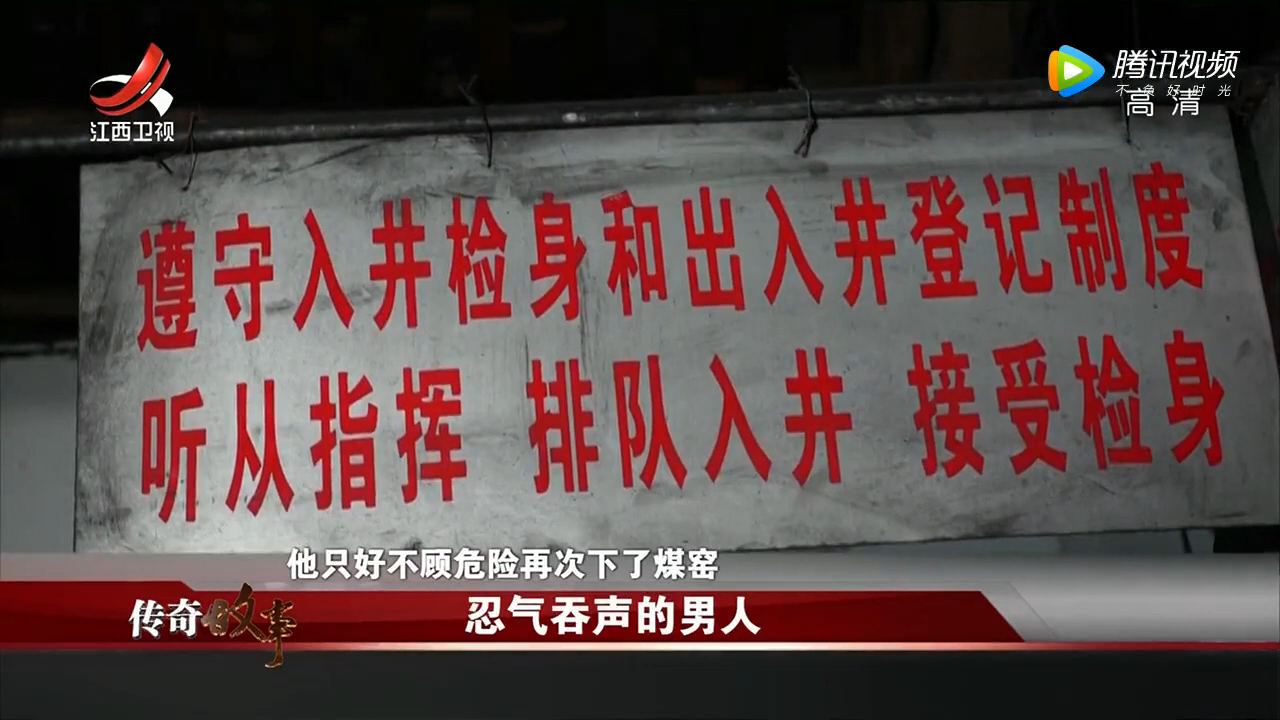 江西卫视
腾讯视频
不负好时光
高清
遵守入井检身和出入井登记制度
听从指挥 排队入井 接受检身
他只好不顾危险再次下了煤窑
传奇故事
忍气吞声的男人